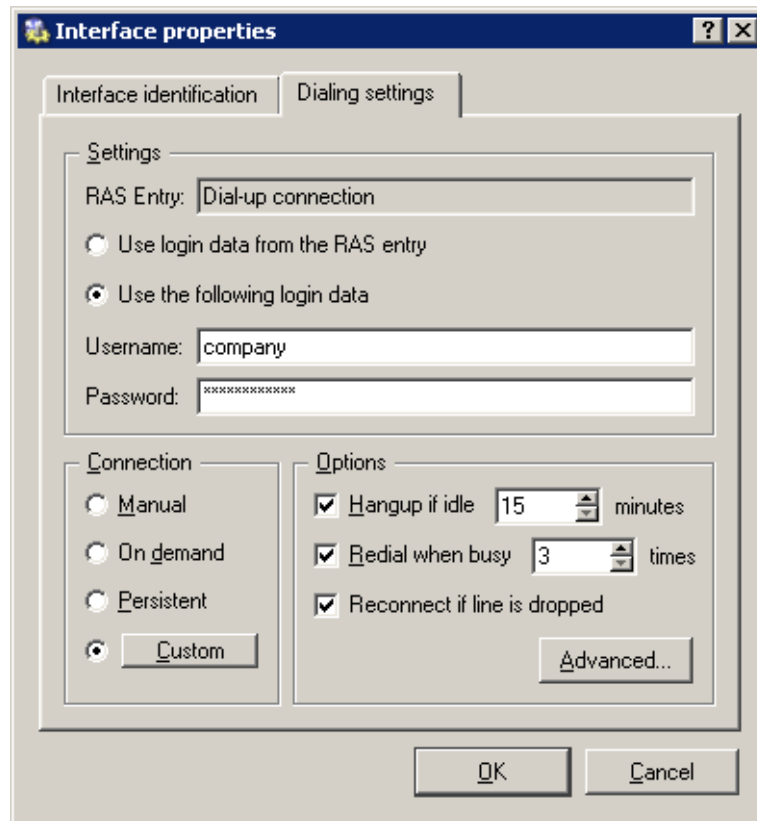 Interface properties
Interface identification
Dialing settings
Settings
RAS Entry: Dial-up connection
Use login data from the RAS entry
Use the following login data
Username: company
Password: ************
Connection
Manual
On demand
Persistent
Custom
Options
Hangup if idle 15 minutes
Redial when busy 3 times
Reconnect if line is dropped
Advanced...
OK
Cancel